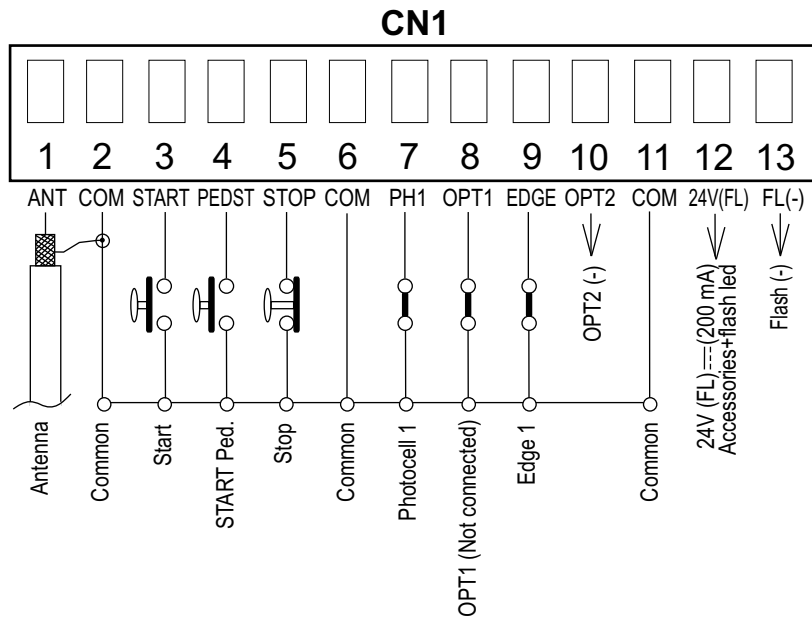 CN1
1 2 3 4 5 6 7 8 9 10 11 12 13
ANT COM START PEDST STOP COM PH1 OPT1 EDGE OPT2 COM 24V(FL) FL(-)
Antenna
Common
Start
START Ped.
Stop
Common
Photocell 1
OPT1 (Not connected)
Edge 1
OPT2 (-)
Common
24V (FL) ⎓ (200 mA)
Accessories+flash led
Flash (-)